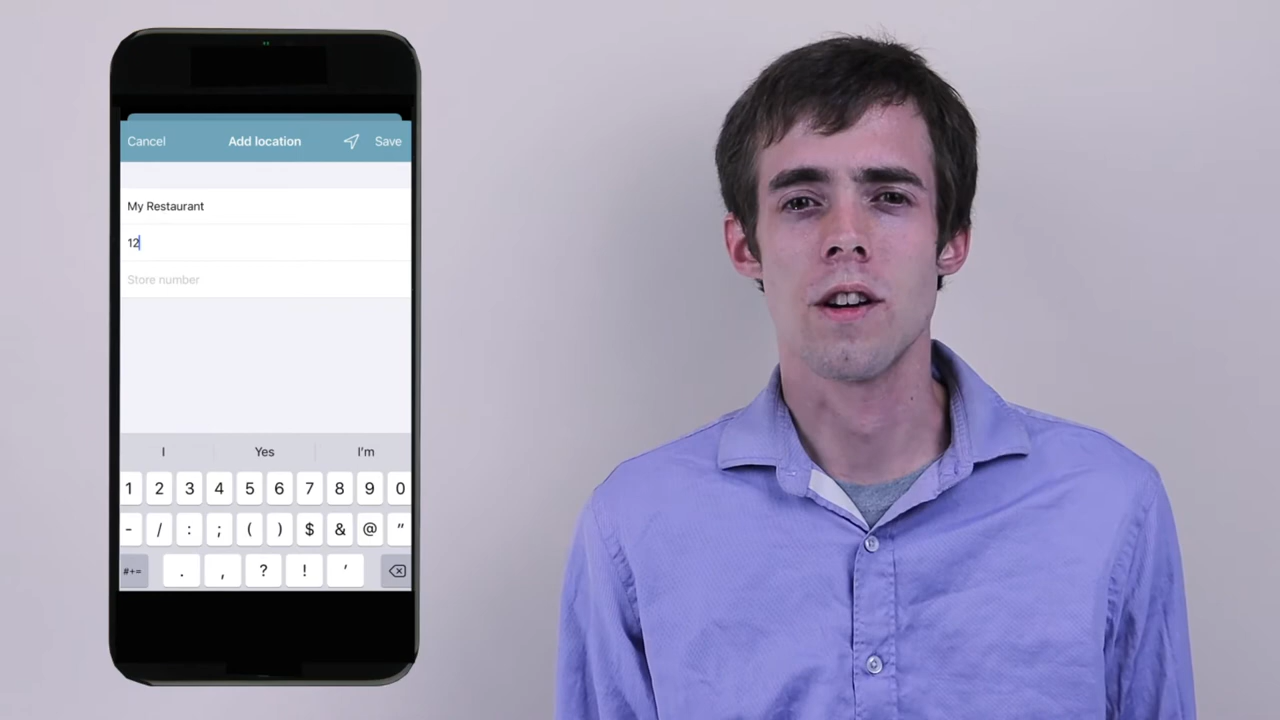 Cancel Add location Save
My Restaurant
12
Store number
I Yes I'm
1 2 3 4 5 6 7 8 9 0
- / : ; ( ) $ & @ "
#+= . , ? ! '